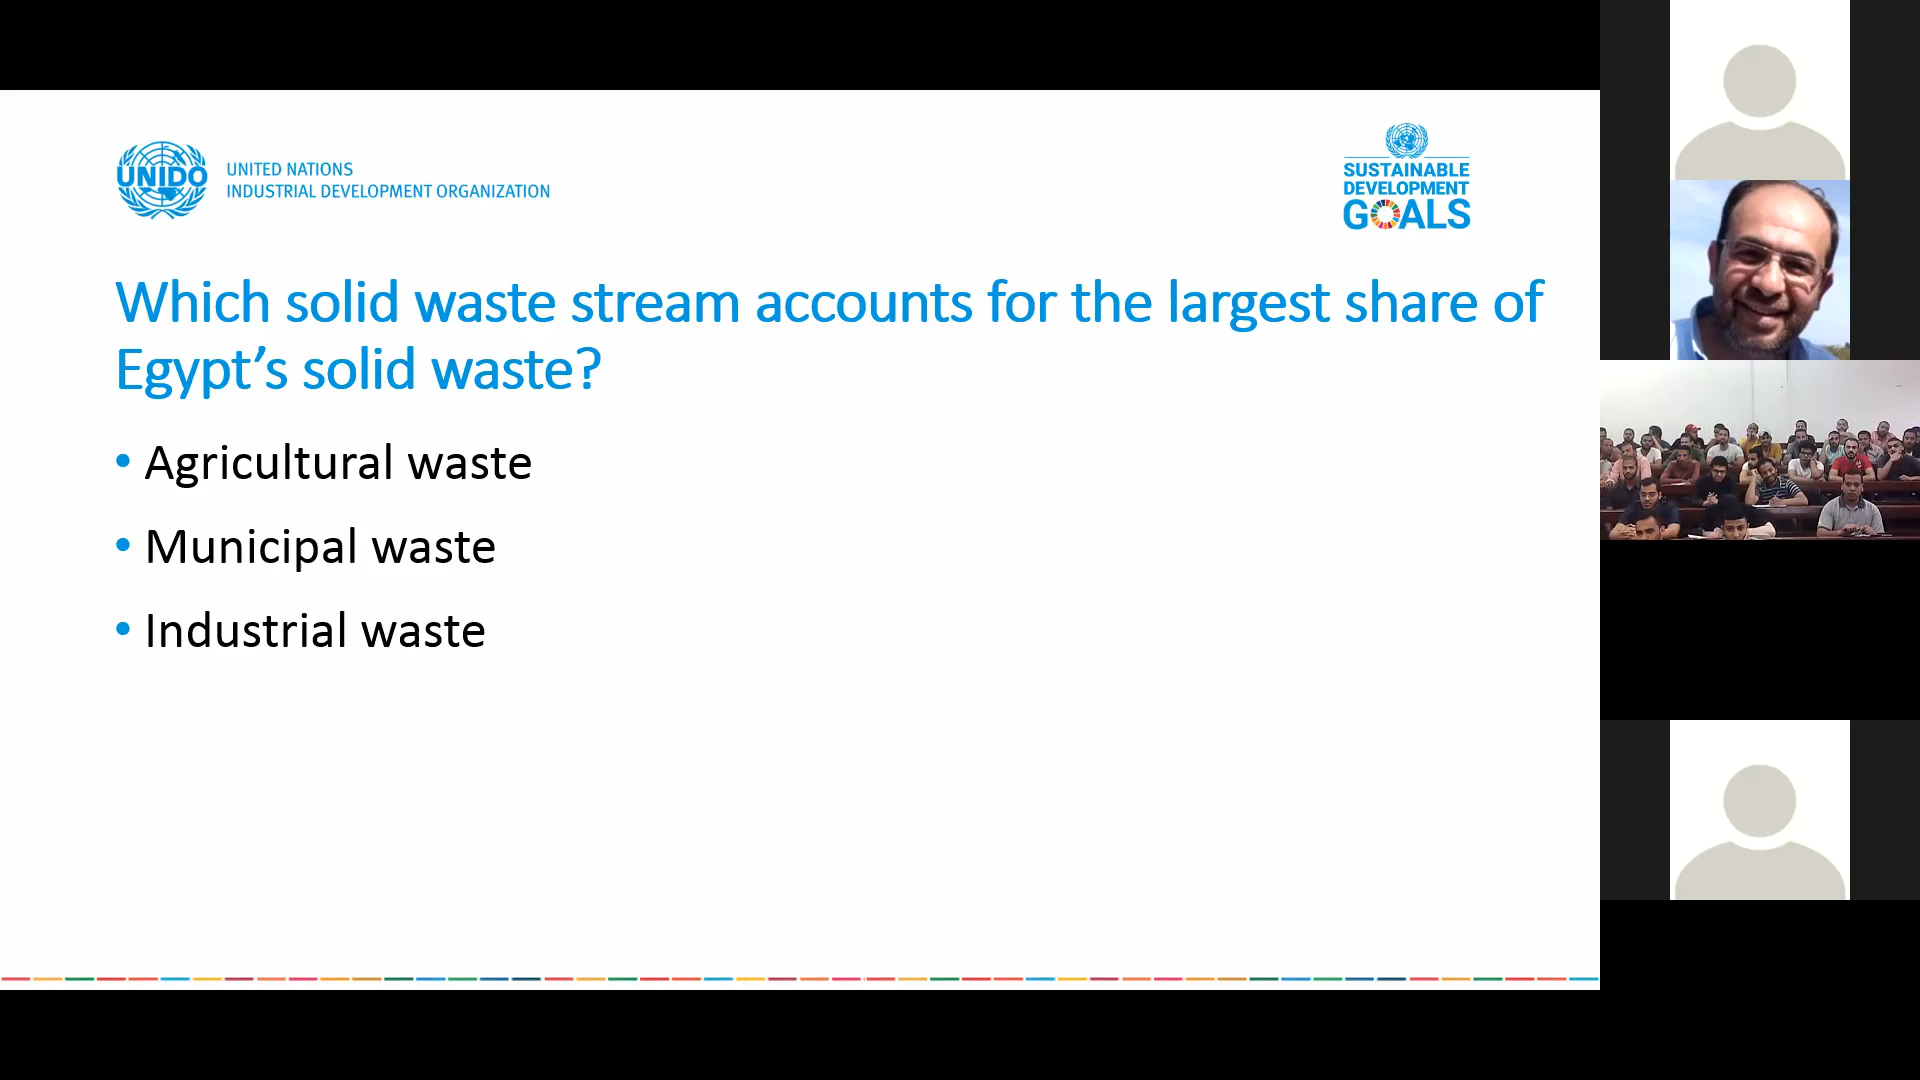 UNIDO
UNITED NATIONS
INDUSTRIAL DEVELOPMENT ORGANIZATION
SUSTAINABLE
DEVELOPMENT
GOALS
Which solid waste stream accounts for the largest share of
Egypt’s solid waste?
• Agricultural waste
• Municipal waste
• Industrial waste